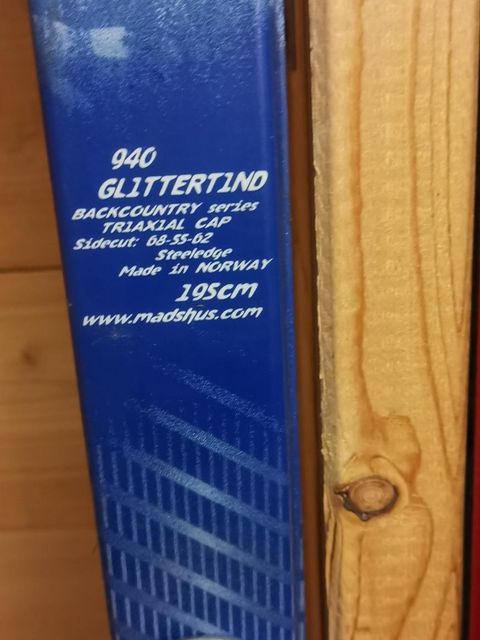 940
GLITTERTIND
BACKCOUNTRY series
TRIAXIAL CAP
Sidecut: 68-55-62
Steeledge
Made in NORWAY
195cm
www.madshus.com